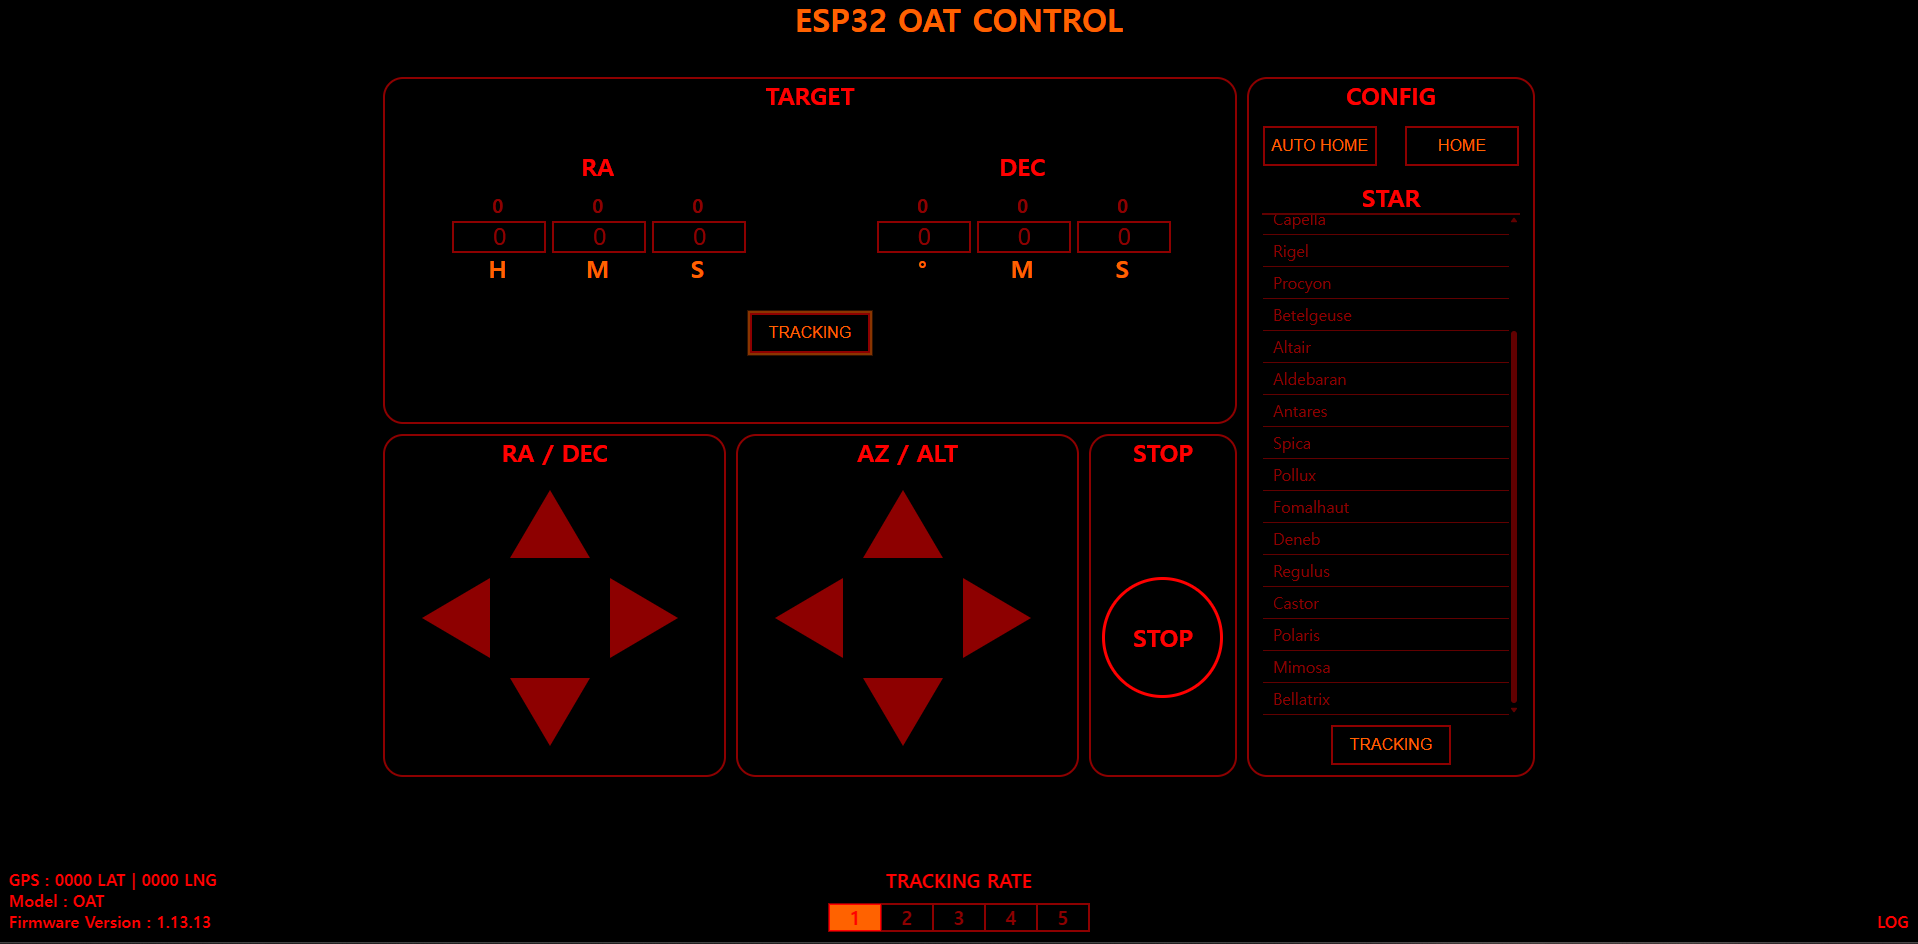 ESP32 OAT CONTROL
TARGET
RA
DEC
0 0 0
0 0 0
0 0 0
0 0 0
H M S
° M S
TRACKING
CONFIG
AUTO HOME
HOME
STAR
Capella
Rigel
Procyon
Betelgeuse
Altair
Aldebaran
Antares
Spica
Pollux
Fomalhaut
Deneb
Regulus
Castor
Polaris
Mimosa
Bellatrix
TRACKING
RA / DEC
AZ / ALT
STOP
STOP
GPS : 0000 LAT | 0000 LNG
Model : OAT
Firmware Version : 1.13.13
TRACKING RATE
1 2 3 4 5
LOG